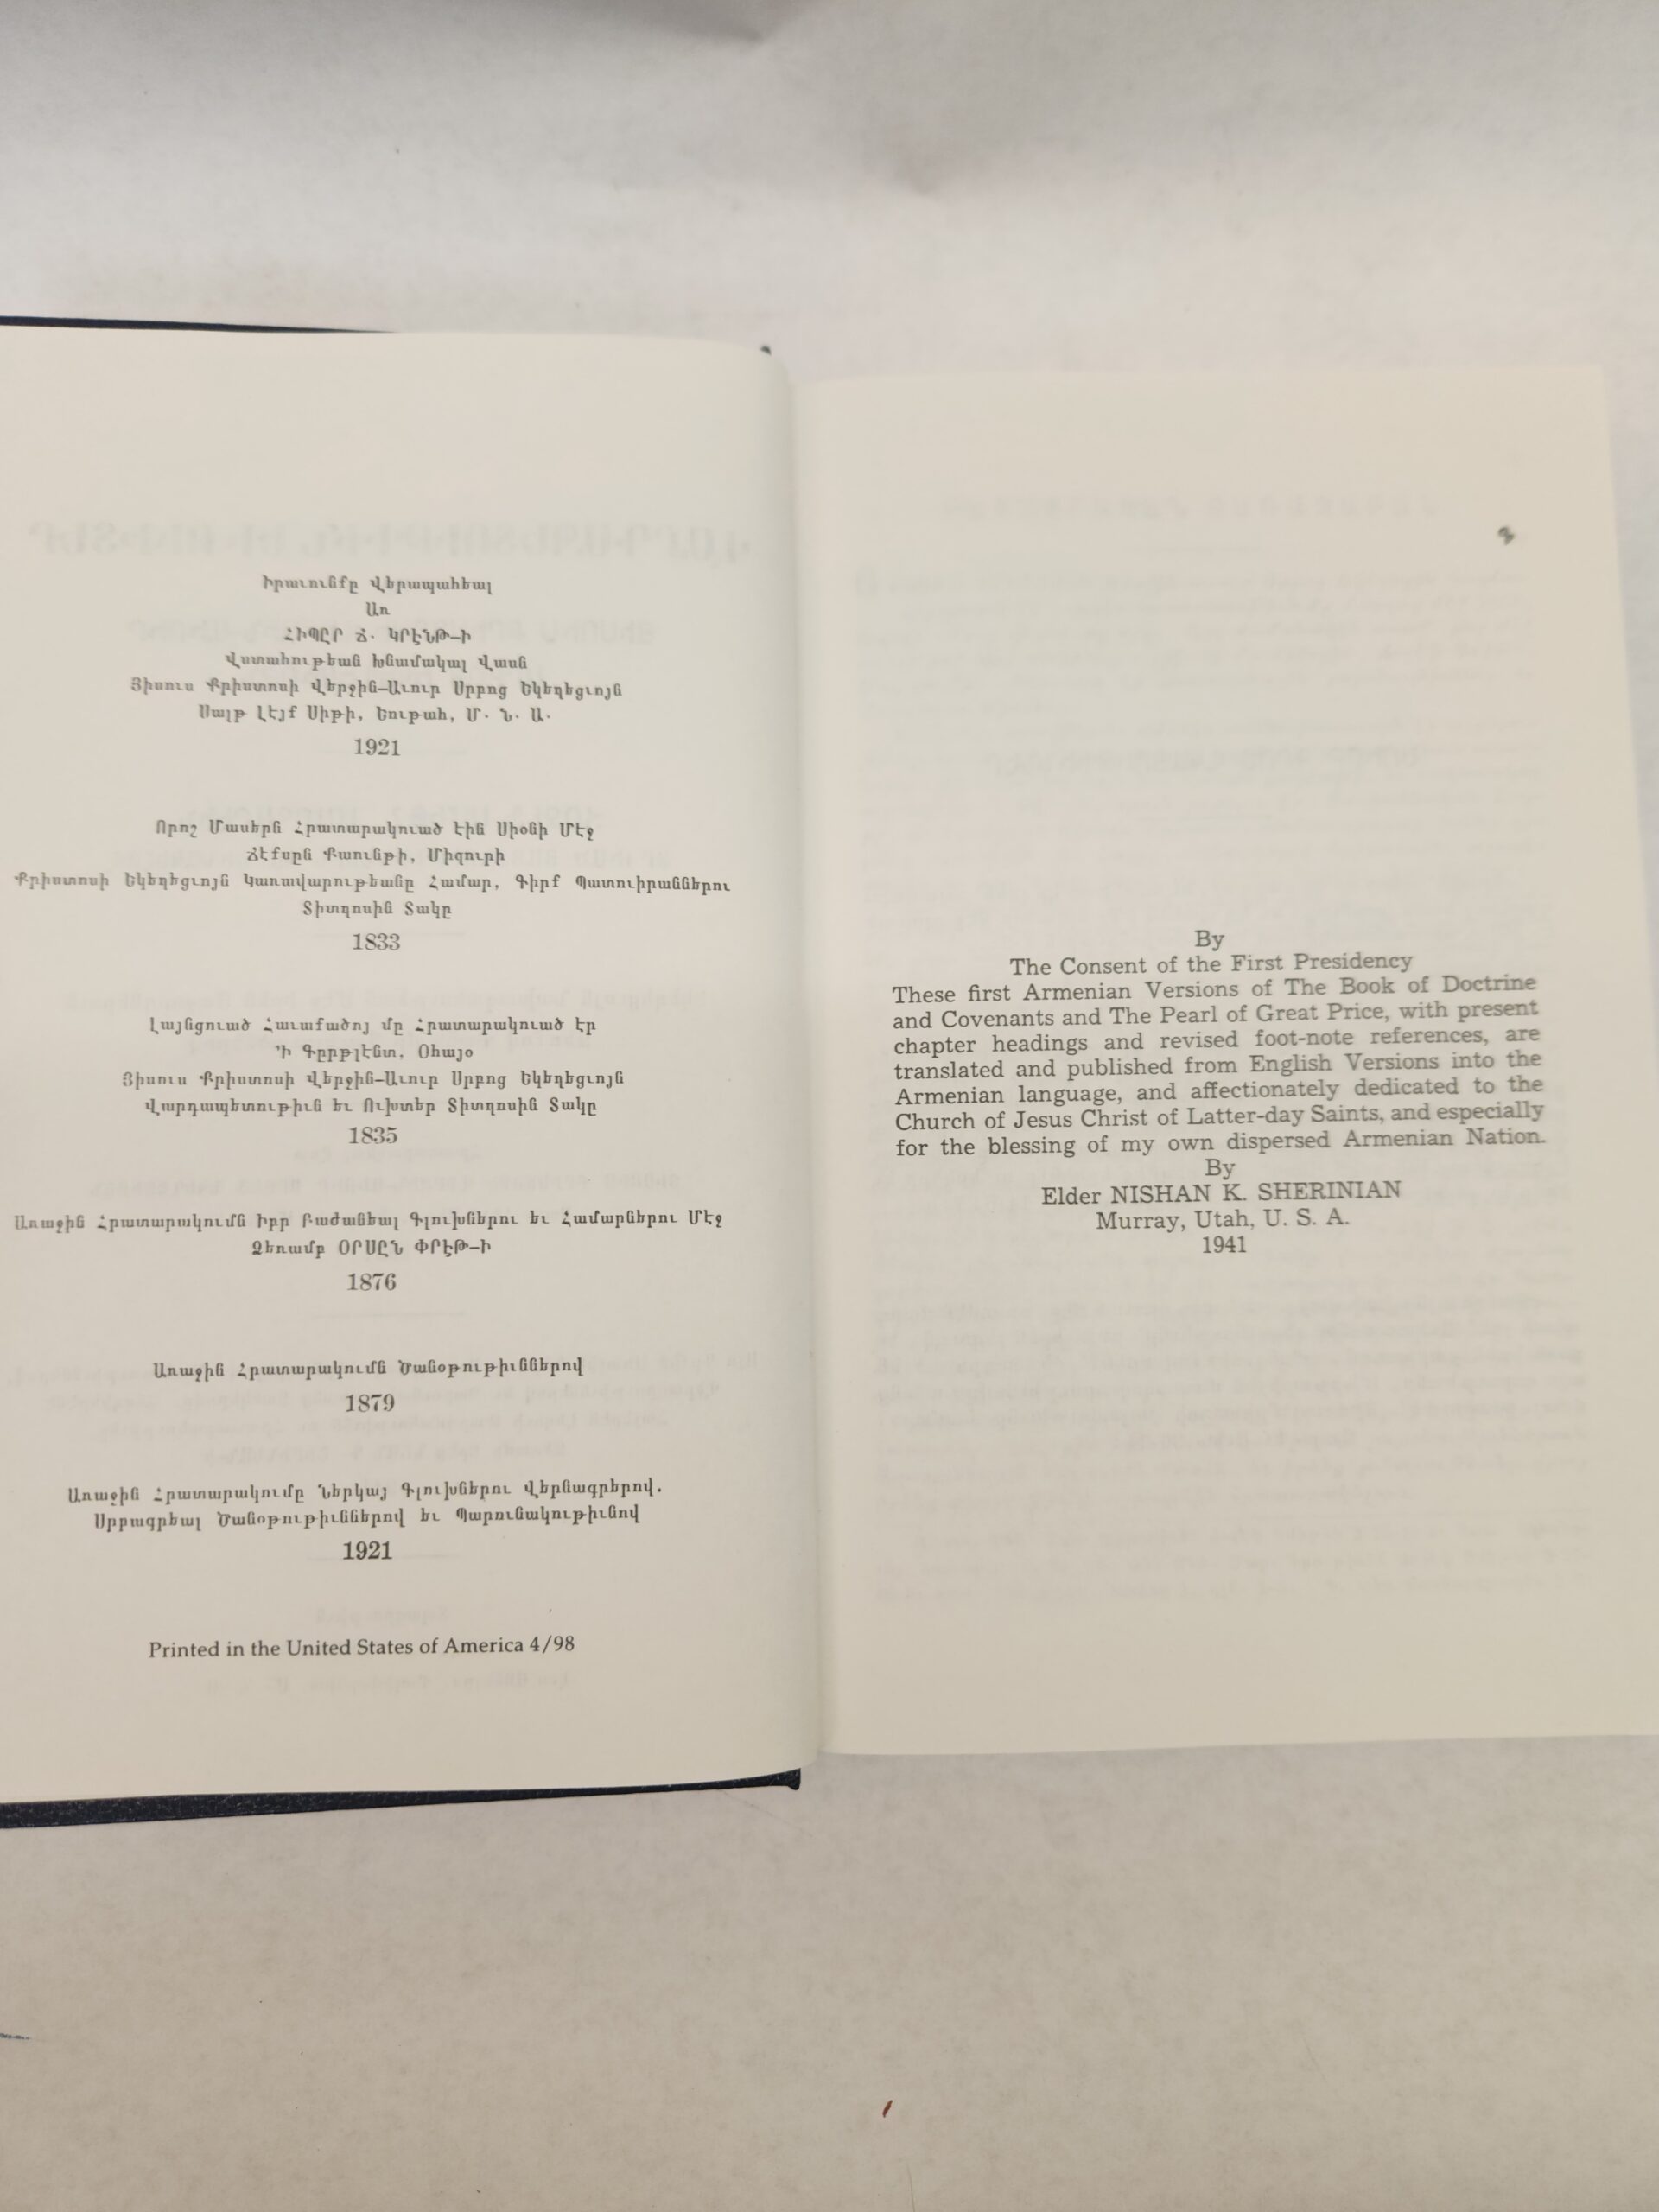 Իրաւունքը Վերապահեալ
Առ
ՀԻՊԸՐ Ճ. ԿՐԷՆԹ—Ի
Վստահութեան Խնամակալ Վասն
Յիսուս Քրիստոսի Վերջին—Աւուր Սրբոց Եկեղեցւոյն
Սալթ Լէյք Սիթի, Եութահ, Մ. Ն. Ա.
1921
Որոշ Մասերն Հրատարակուած Էին Սիօնի Մէջ
Ճէքսըն Քաունթի, Միզուրի
Քրիստոսի Եկեղեցւոյն Կառավարութեանը Համար, Գիրք Պատուիրաններու
Տիտղոսին Տակը
1833
Լայնցուած Հաւաքածոյ մը Հրատարակուած Էր
՚Ի Գըրթլէնտ, Օհայօ
Յիսուս Քրիստոսի Վերջին—Աւուր Սրբոց Եկեղեցւոյն
Վարդապետութիւն եւ Ուխտեր Տիտղոսին Տակը
1835
Առաջին Հրատարակումն Իբր Բաժանեալ Գլուխներու եւ Համարներու Մէջ
Ձեռամբ ՕՐՍԸՆ ՓՐԷԹ—Ի
1876
Առաջին Հրատարակումն Ծանօթութիւններով
1879
Առաջին Հրատարակումը Ներկայ Գլուխներու Վերնագրերով.
Սրբագրեալ Ծանօթութիւններով եւ Պարունակութիւնով
1921
Printed in the United States of America 4/98
By
The Consent of the First Presidency
These first Armenian Versions of The Book of Doctrine
and Covenants and The Pearl of Great Price, with present
chapter headings and revised foot-note references, are
translated and published from English Versions into the
Armenian language, and affectionately dedicated to the
Church of Jesus Christ of Latter-day Saints, and especially
for the blessing of my own dispersed Armenian Nation.
By
Elder NISHAN K. SHERINIAN
Murray, Utah, U. S. A.
1941